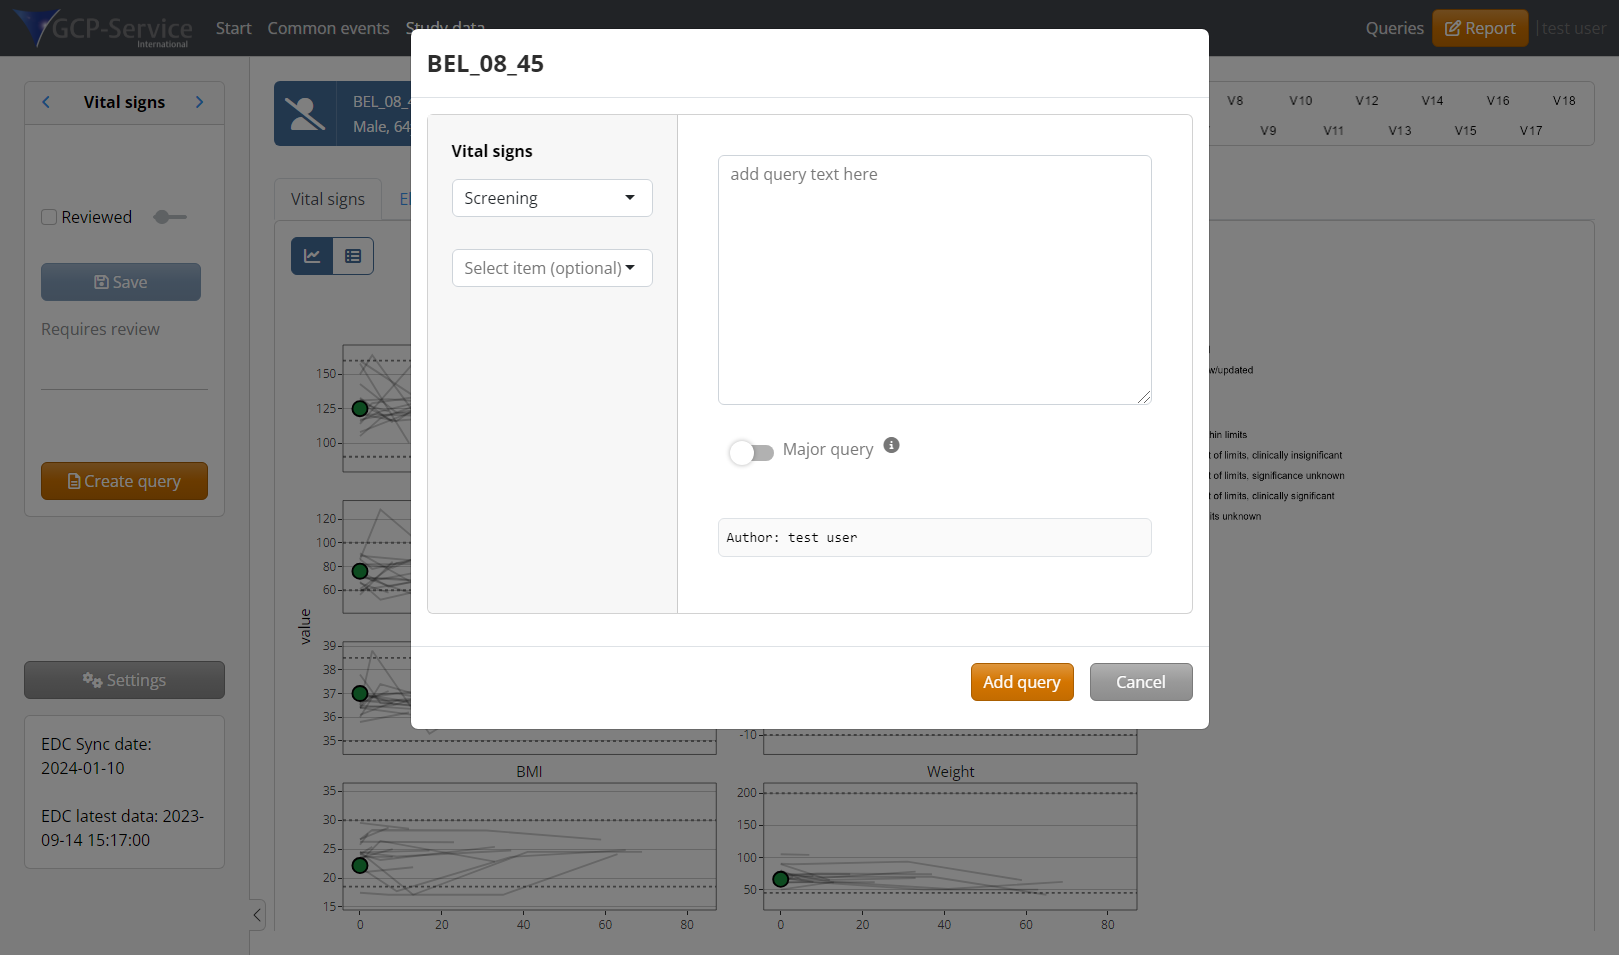 GCP-Service
International
Start Common events Study data
Queries Report test user
Vital signs
Reviewed
Save
Requires review
Create query
Settings
EDC Sync date:
2024-01-10
EDC latest data: 2023-
09-14 15:17:00
BEL_08_
Male, 64
V8 V10 V12 V14 V16 V18
V9 V11 V13 V15 V17
Vital signs
BEL_08_45
Vital signs
Screening
Select item (optional)
add query text here
Major query
Author: test user
Add query Cancel
w/updated
hin limits
t of limits, clinically insignificant
t of limits, significance unknown
t of limits, clinically significant
its unknown
value
150
125
100
120
100
80
60
39
38
37
36
35
-10
BMI
35
30
25
20
15
0 20 40 60 80
Weight
200
150
100
50
0 20 40 60 80